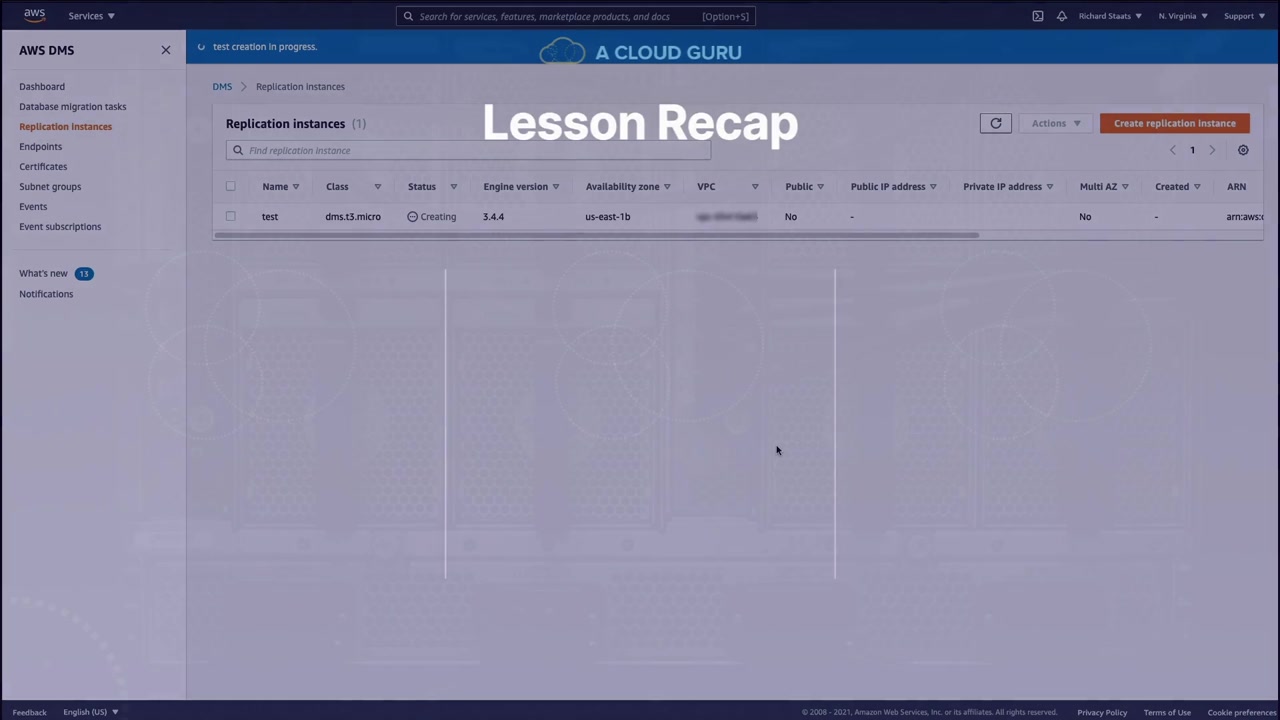 aws Services Search for services, features, marketplace products, and docs [Option+S] Richard Staats N. Virginia Support
AWS DMS
test creation in progress.
A CLOUD GURU
Dashboard
Database migration tasks
Replication instances
Endpoints
Certificates
Subnet groups
Events
Event subscriptions
What's new 13
Notifications
DMS Replication instances
Lesson Recap
Replication instances (1) Actions Create replication instance
Find replication instance 1
Name Class Status Engine version Availability zone VPC Public Public IP address Private IP address Multi AZ Created ARN
test dms.t3.micro Creating 3.4.4 us-east-1b No - No - arn:aws:
Feedback English (US) © 2008 - 2021, Amazon Web Services, Inc. or its affiliates. All rights reserved. Privacy Policy Terms of Use Cookie preferences